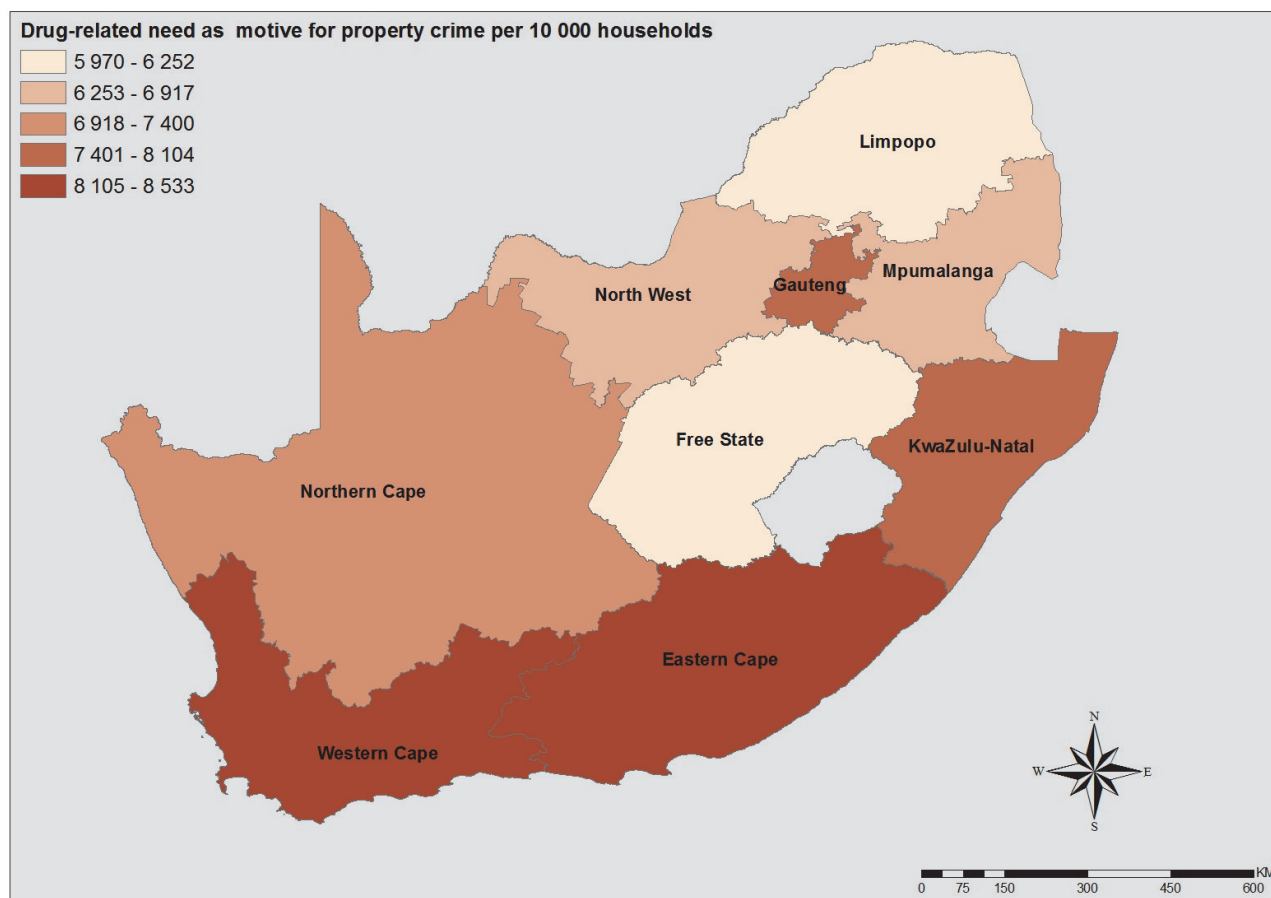 Drug-related need as  motive for property crime per 10 000 households
5 970 - 6 252
6 253 - 6 917
6 918 - 7 400
7 401 - 8 104
8 105 - 8 533
Limpopo
Mpumalanga
Gauteng
North West
Free State
KwaZulu-Natal
Northern Cape
Eastern Cape
Western Cape
N
W E
S
KM
0 75 150 300 450 600